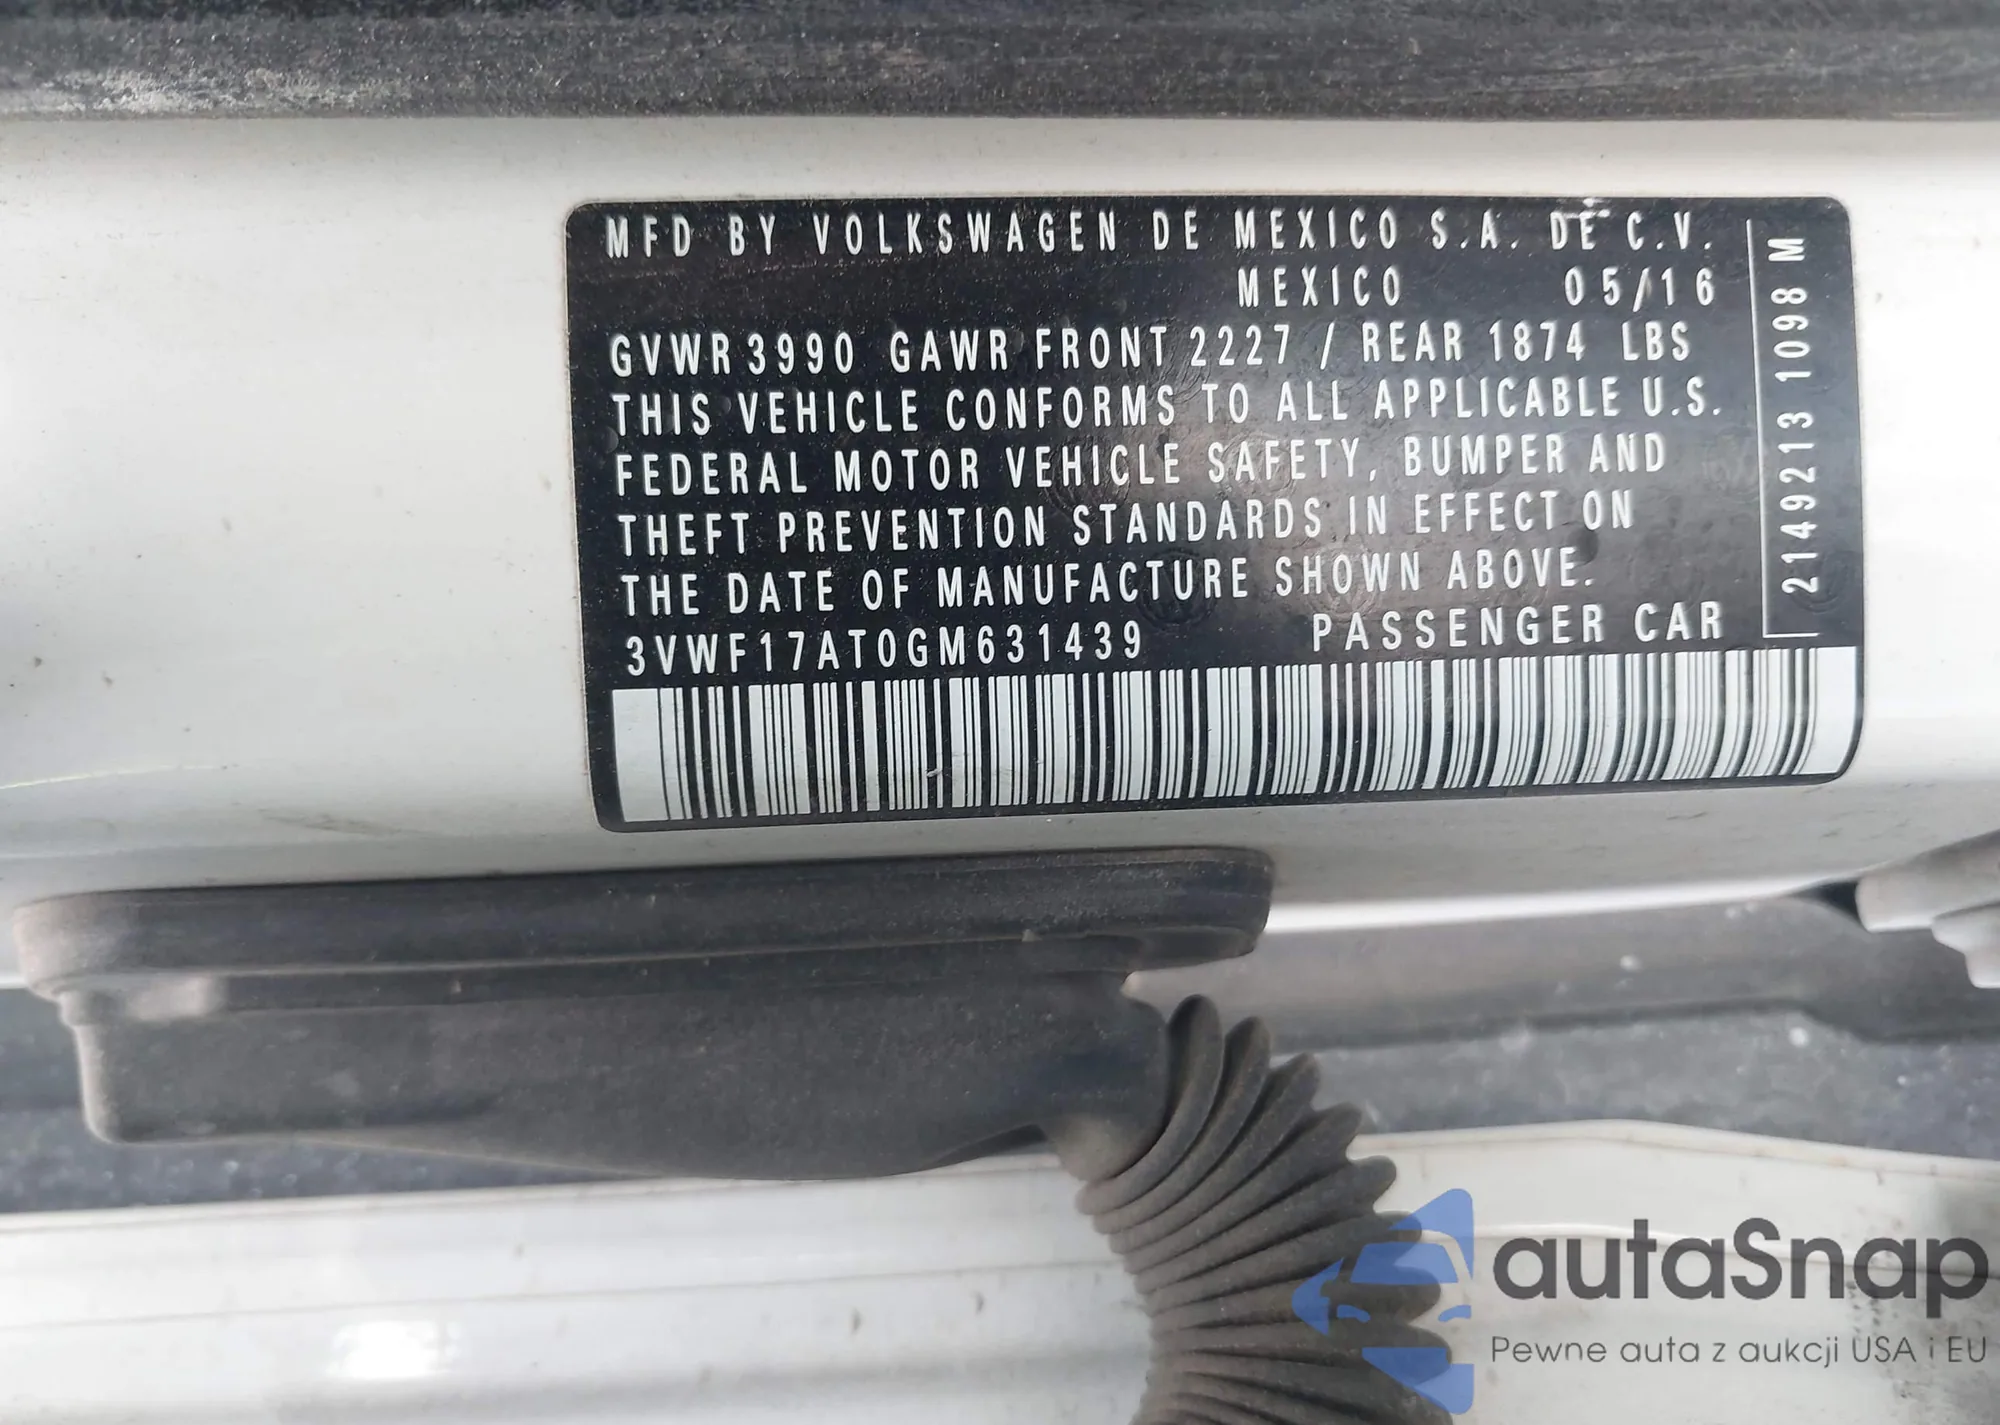 MFD BY VOLKSWAGEN DE MEXICO S.A. DE C.V.
MEXICO 05/16
GVWR 3990 GAWR FRONT 2227 / REAR 1874 LBS
THIS VEHICLE CONFORMS TO ALL APPLICABLE U.S.
FEDERAL MOTOR VEHICLE SAFETY, BUMPER AND
THEFT PREVENTION STANDARDS IN EFFECT ON
THE DATE OF MANUFACTURE SHOWN ABOVE.
3VWF17AT0GM631439 PASSENGER CAR
2149213 1098 M
autaSnap
Pewne auta z aukcji USA i EU